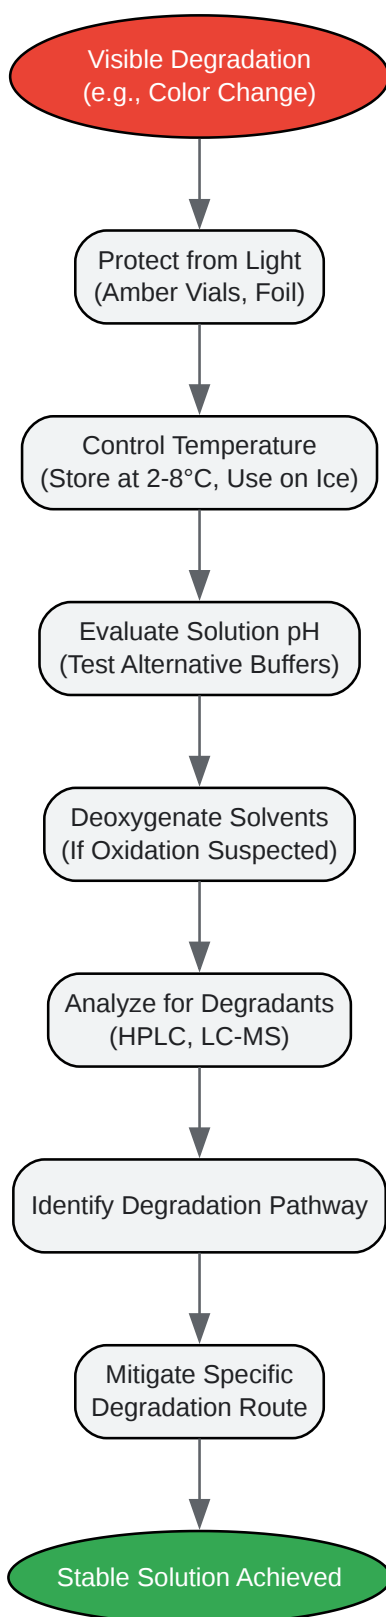 Visible Degradation
(e.g., Color Change)
Protect from Light
(Amber Vials, Foil)
Control Temperature
(Store at 2-8°C, Use on Ice)
Evaluate Solution pH
(Test Alternative Buffers)
Deoxygenate Solvents
(If Oxidation Suspected)
Analyze for Degradants
(HPLC, LC-MS)
Identify Degradation Pathway
Mitigate Specific
Degradation Route
Stable Solution Achieved